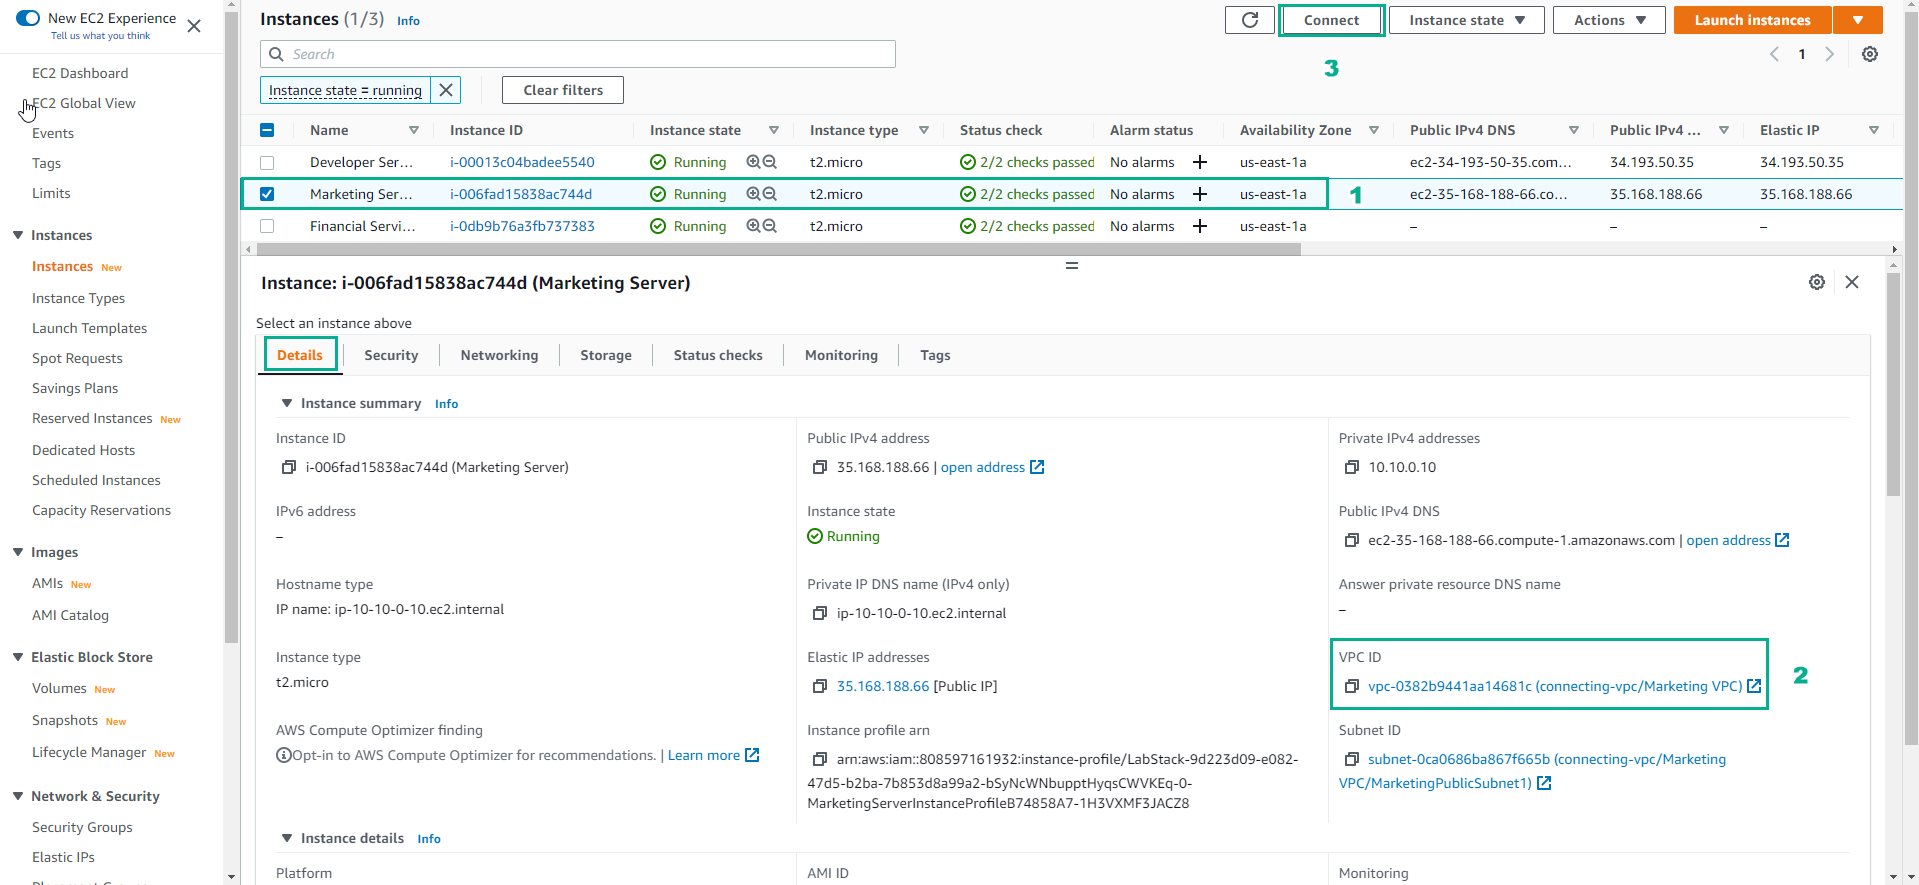 New EC2 Experience
Tell us what you think
EC2 Dashboard
EC2 Global View
Events
Tags
Limits
Instances
Instances New
Instance Types
Launch Templates
Spot Requests
Savings Plans
Reserved Instances New
Dedicated Hosts
Scheduled Instances
Capacity Reservations
Images
AMIs New
AMI Catalog
Elastic Block Store
Volumes New
Snapshots New
Lifecycle Manager New
Network & Security
Security Groups
Elastic IPs
Instances (1/3) Info
Connect Instance state Actions Launch instances
3
Search
1
Instance state = running Clear filters
Name Instance ID Instance state Instance type Status check Alarm status Availability Zone Public IPv4 DNS Public IPv4 ... Elastic IP
Developer Ser... i-00013c04badee5540 Running t2.micro 2/2 checks passed No alarms + us-east-1a ec2-34-193-50-35.com... 34.193.50.35 34.193.50.35
Marketing Ser... i-006fad15838ac744d Running t2.micro 2/2 checks passed No alarms + us-east-1a 1 ec2-35-168-188-66.co... 35.168.188.66 35.168.188.66
Financial Servi... i-0db9b76a3fb737383 Running t2.micro 2/2 checks passed No alarms + us-east-1a – – –
Instance: i-006fad15838ac744d (Marketing Server)
Select an instance above
Details Security Networking Storage Status checks Monitoring Tags
Instance summary Info
Instance ID
i-006fad15838ac744d (Marketing Server)
Public IPv4 address
35.168.188.66 | open address
Private IPv4 addresses
10.10.0.10
IPv6 address
–
Instance state
Running
Public IPv4 DNS
ec2-35-168-188-66.compute-1.amazonaws.com | open address
Hostname type
IP name: ip-10-10-0-10.ec2.internal
Private IP DNS name (IPv4 only)
ip-10-10-0-10.ec2.internal
Answer private resource DNS name
–
Instance type
t2.micro
Elastic IP addresses
35.168.188.66 [Public IP]
VPC ID
vpc-0382b9441aa14681c (connecting-vpc/Marketing VPC)
2
AWS Compute Optimizer finding
Opt-in to AWS Compute Optimizer for recommendations. | Learn more
Instance profile arn
arn:aws:iam::808597161932:instance-profile/LabStack-9d223d09-e082-
47d5-b2ba-7b853d8a99a2-bSyNcWNbupptHyqsCWVKEq-0-
MarketingServerInstanceProfileB74858A7-1H3VXMF3JACZ8
Subnet ID
subnet-0ca0686ba867f665b (connecting-vpc/Marketing
VPC/MarketingPublicSubnet1)
Instance details Info
Platform
AMI ID
Monitoring